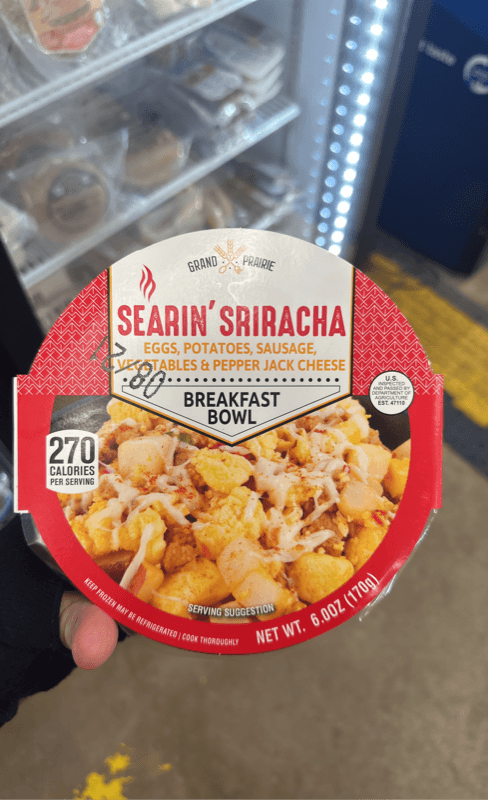 GRAND PRAIRIE
SEARIN' SRIRACHA
EGGS, POTATOES, SAUSAGE,
VEGETABLES & PEPPER JACK CHEESE
BREAKFAST
BOWL
U.S.
INSPECTED
AND PASSED BY
DEPARTMENT OF
AGRICULTURE
EST. 47110
270
CALORIES
PER SERVING
SERVING SUGGESTION
KEEP FROZEN MAY BE REFRIGERATED | COOK THOROUGHLY
NET WT. 6.0OZ (170g)